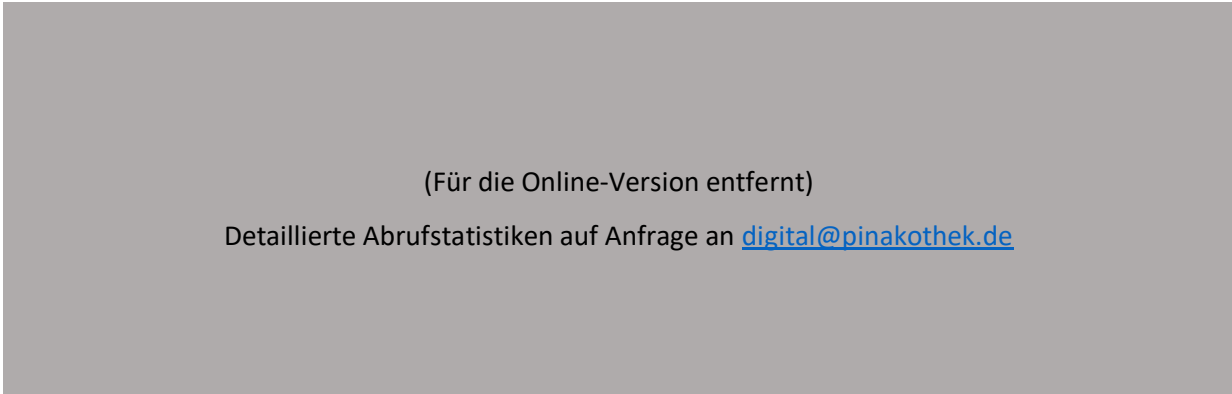 (Für die Online-Version entfernt)
Detaillierte Abrufstatistiken auf Anfrage an digital@pinakothek.de